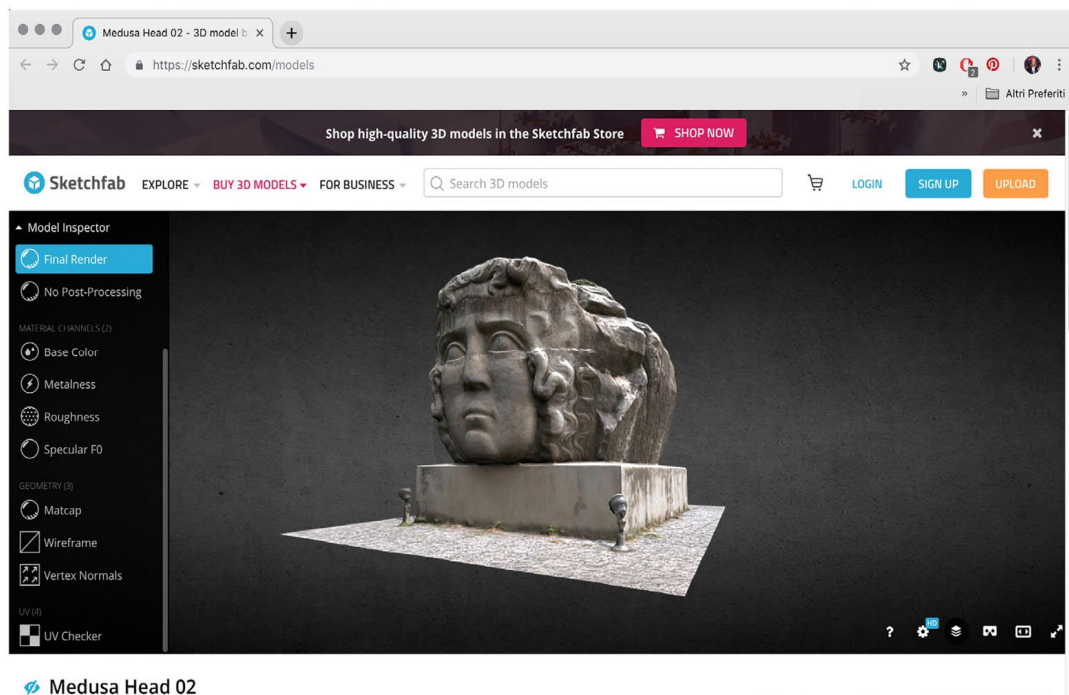 Medusa Head 02 - 3D model b
https://sketchfab.com/models
2
» Altri Preferiti
Shop high-quality 3D models in the Sketchfab Store SHOP NOW
Sketchfab EXPLORE BUY 3D MODELS FOR BUSINESS Search 3D models LOGIN SIGN UP UPLOAD
Model Inspector
Final Render
No Post-Processing
MATERIAL CHANNELS (2)
Base Color
Metalness
Roughness
Specular F0
GEOMETRY (3)
Matcap
Wireframe
Vertex Normals
UV (4)
UV Checker
? HD
Medusa Head 02